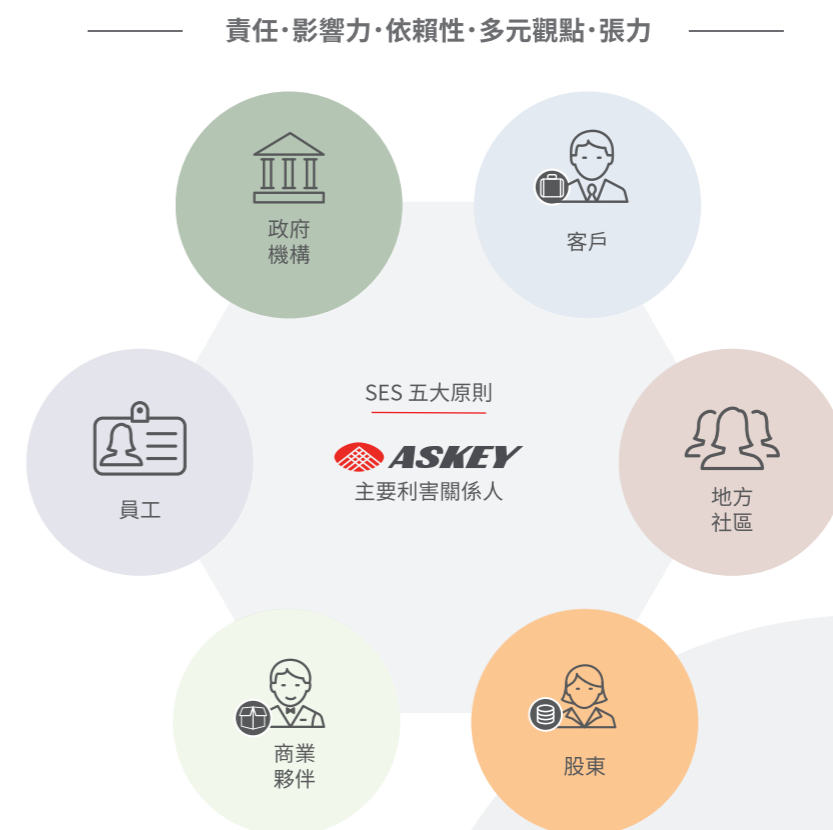 責任･影響力･依賴性･多元觀點･張力
政府
機構
客戶
SES 五大原則
ASKEY
主要利害關係人
員工
地方
社區
商業
夥伴
股東